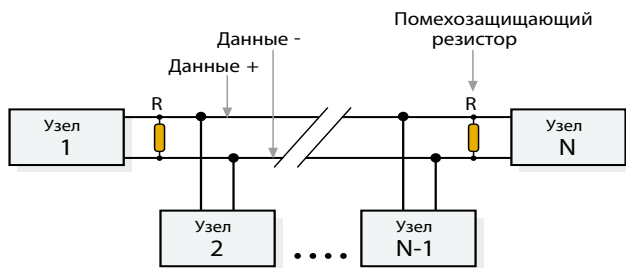 Помехозащищающий
резистор
Данные -
Данные +
R
R
Узел
1
Узел
N
Узел
2
....
Узел
N-1